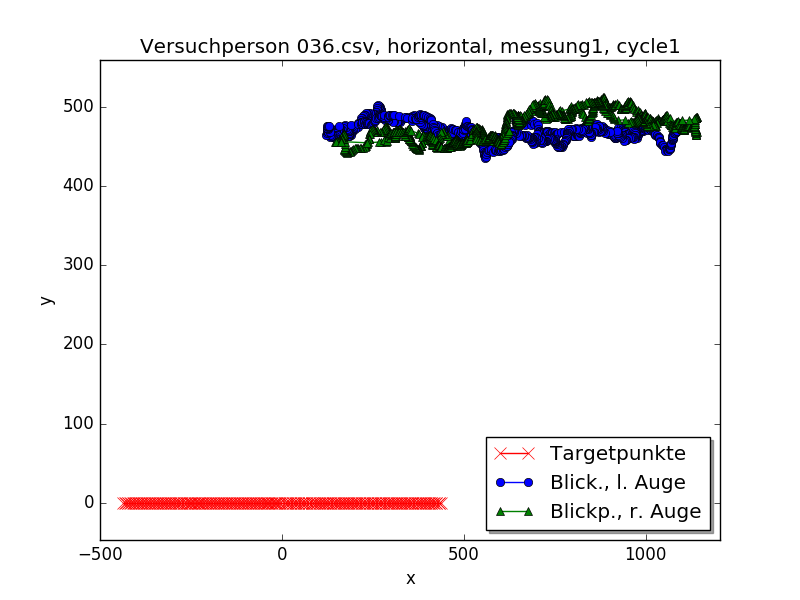 Versuchperson 036.csv, horizontal, messung1, cycle1
500
400
300
200
100
0
y
−500
0
500
1000
x
Targetpunkte
Blick., l. Auge
Blickp., r. Auge